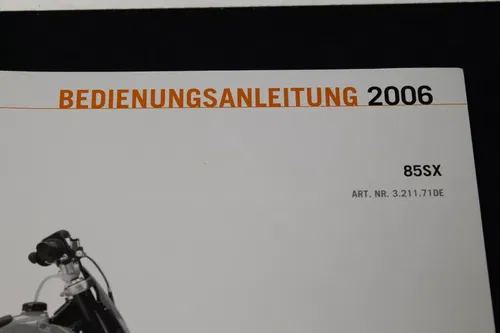 BEDIENUNGSANLEITUNG 2006
85SX
ART. NR. 3.211.71DE